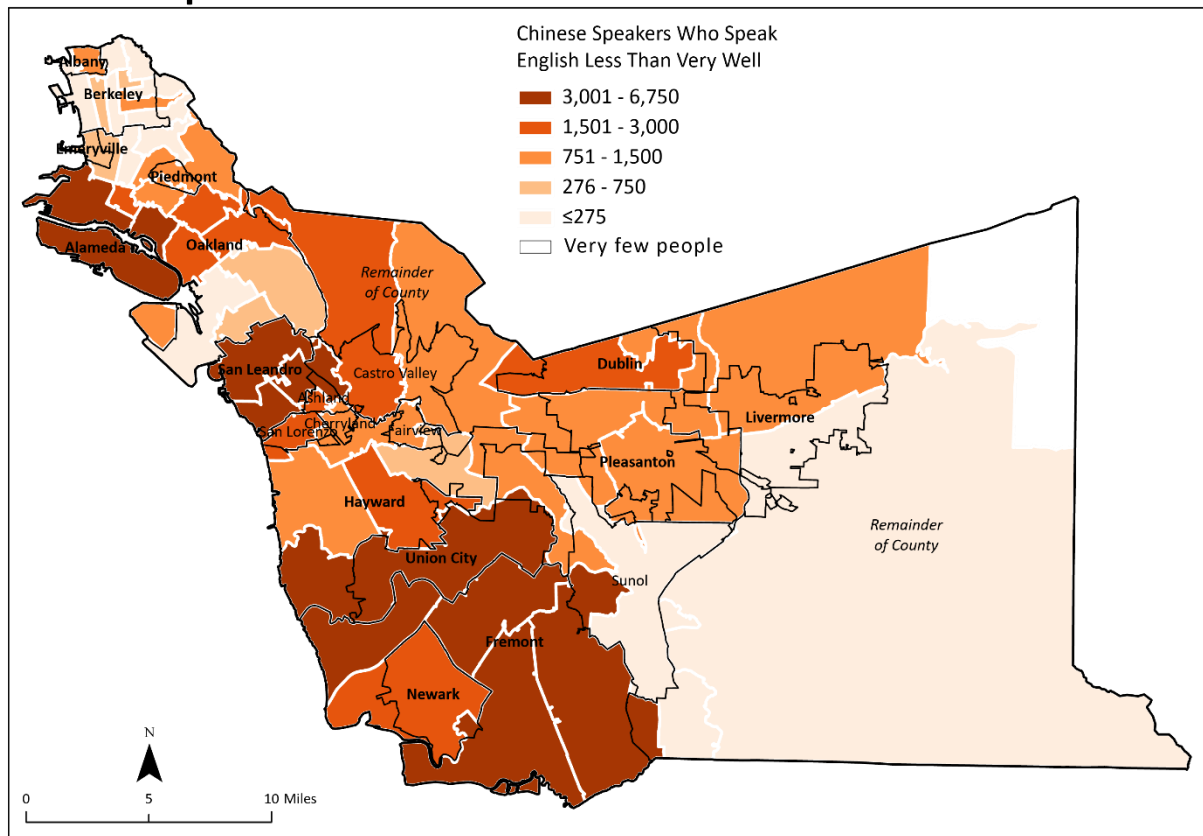 Chinese Speakers Who Speak
English Less Than Very Well
3,001 - 6,750
1,501 - 3,000
751 - 1,500
276 - 750
≤275
Very few people
Albany
Berkeley
Emeryville
Piedmont
Alameda
Oakland
Remainder
of County
San Leandro
Castro Valley
Dublin
Ashland
Cherryland
San Lorenzo
Fairview
Livermore
Pleasanton
Hayward
Remainder
of County
Union City
Sunol
Fremont
Newark
N
0 5 10 Miles